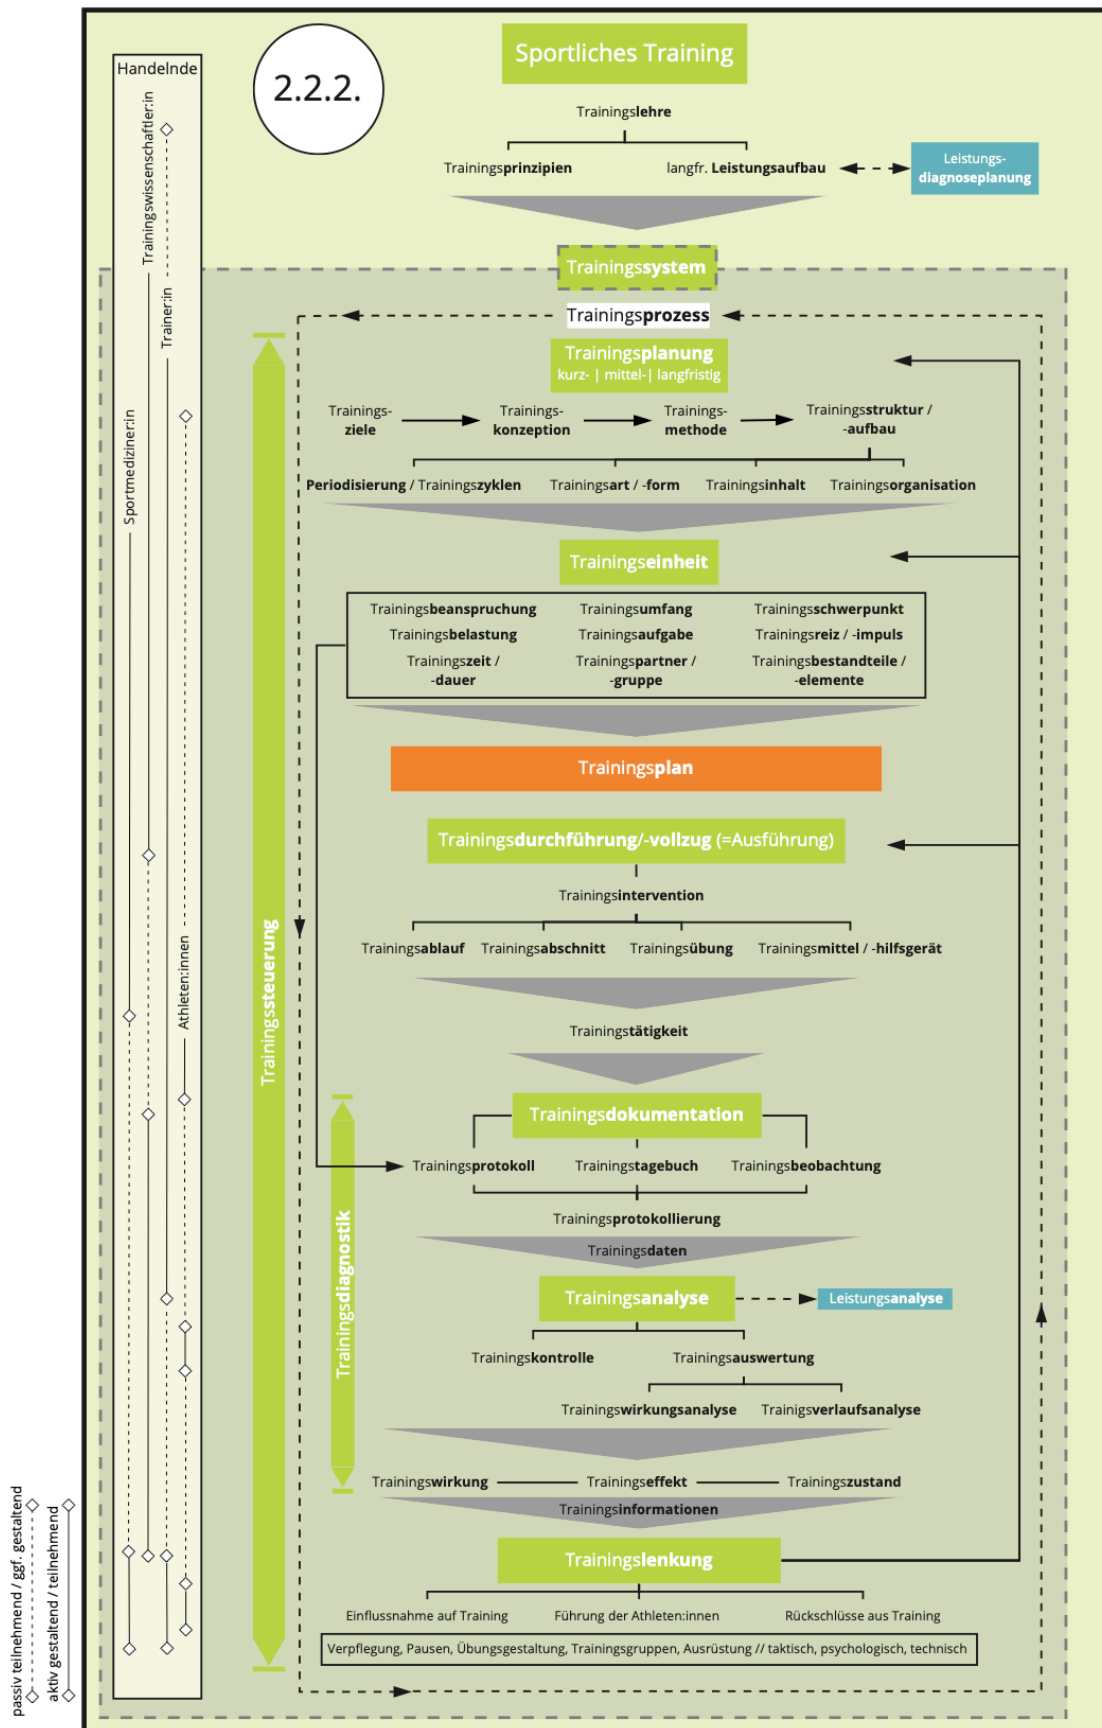 Sportliches Training
2.2.2.
Handelnde
Trainingswissenschaftler:in
Trainer:in
Sportmediziner:in
Athleten:innen
Trainingslehre
Trainingsprinzipien
langfr. Leistungsaufbau
Leistungs-
diagnoseplanung
Trainingssystem
Trainingsprozess
Trainingsplanung
kurz- | mittel-| langfristig
Trainings-
ziele
Trainings-
konzeption
Trainings-
methode
Trainingsstruktur /
-aufbau
Periodisierung / Trainingszyklen
Trainingsart / -form
Trainingsinhalt
Trainingsorganisation
Trainingseinheit
Trainingsbeanspruchung
Trainingsumfang
Trainingsschwerpunkt
Trainingsbelastung
Trainingsaufgabe
Trainingsreiz / -impuls
Trainingszeit /
-dauer
Trainingspartner /
-gruppe
Trainingsbestandteile /
-elemente
Trainingsplan
Trainingsdurchführung/-vollzug (=Ausführung)
Trainingsintervention
Trainingsablauf
Trainingsabschnitt
Trainingsübung
Trainingsmittel / -hilfsgerät
Trainingssteuerung
Trainingstätigkeit
Trainingsdokumentation
Trainingsprotokoll
Trainingstagebuch
Trainingsbeobachtung
Trainingsprotokollierung
Trainingsdaten
Trainingsdiagnostik
Trainingsanalyse
Leistungsanalyse
Trainingskontrolle
Trainingsauswertung
Trainingswirkungsanalyse
Trainigsverlaufsanalyse
Trainingswirkung
Trainingseffekt
Trainingszustand
Trainingsinformationen
Trainingslenkung
Einflussnahme auf Training
Führung der Athleten:innen
Rückschlüsse aus Training
Verpflegung, Pausen, Übungsgestaltung, Trainingsgruppen, Ausrüstung // taktisch, psychologisch, technisch
passiv teilnehmend / ggf. gestaltend
aktiv gestaltend / teilnehmend